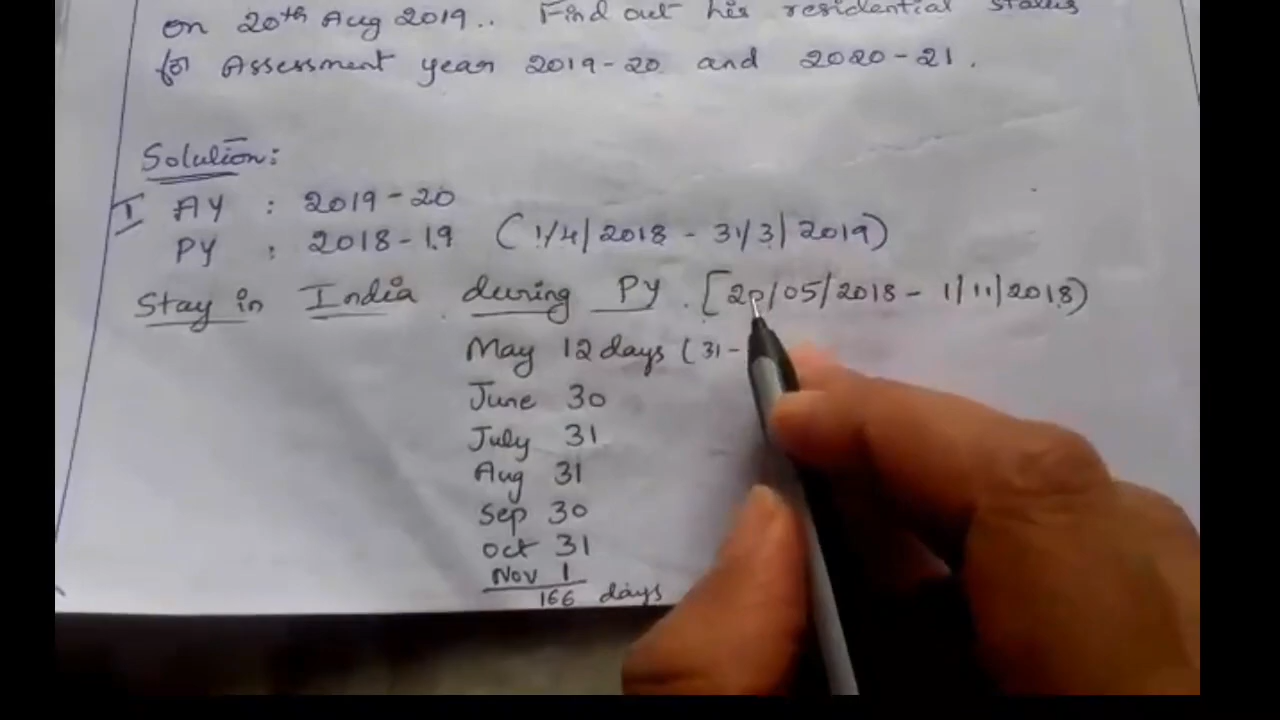 on 20th Aug 2019.. Find out his residential status
for Assessment year 2019-20 and 2020-21.
Solution:
I AY : 2019-20
PY : 2018-19 (1/4/2018 - 31/3/2019)
Stay in India during PY. [20/05/2018 - 1/11/2018)
May 12 days (31-
June 30
July 31
Aug 31
Sep 30
Oct 31
Nov 1
166 days